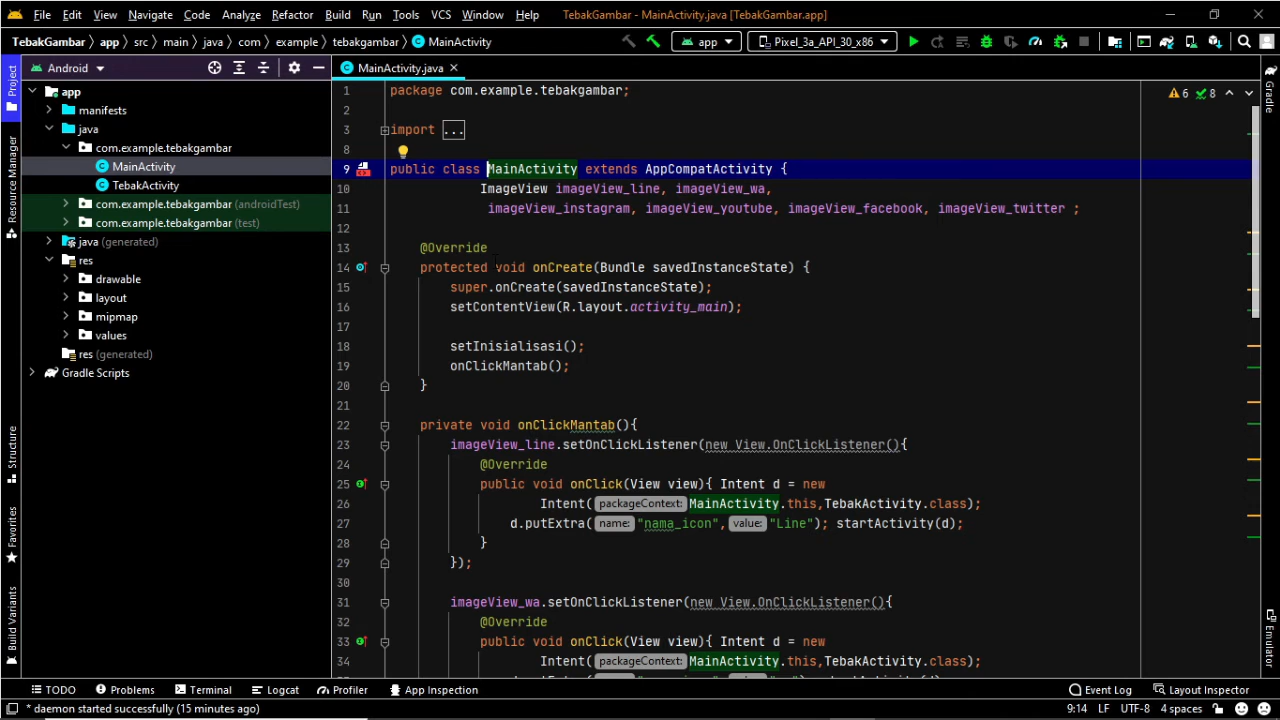 File Edit View Navigate Code Analyze Refactor Build Run Tools VCS Window Help TebakGambar - MainActivity.java [TebakGambar.app]
TebakGambar app src main java com example tebakgambar MainActivity app Pixel_3a_API_30_x86
Project
Android
MainActivity.java
app
manifests
java
com.example.tebakgambar
MainActivity
TebakActivity
com.example.tebakgambar (androidTest)
com.example.tebakgambar (test)
java (generated)
res
drawable
layout
mipmap
values
res (generated)
Gradle Scripts
Resource Manager
Structure
Favorites
Build Variants
6 8
1 package com.example.tebakgambar;
2
3 import ...
8
9 public class MainActivity extends AppCompatActivity {
10 ImageView imageView_line, imageView_wa,
11 imageView_instagram, imageView_youtube, imageView_facebook, imageView_twitter ;
12
13 @Override
14 protected void onCreate(Bundle savedInstanceState) {
15 super.onCreate(savedInstanceState);
16 setContentView(R.layout.activity_main);
17
18 setInisialisasi();
19 onClickMantab();
20 }
21
22 private void onClickMantab(){
23 imageView_line.setOnClickListener(new View.OnClickListener(){
24 @Override
25 public void onClick(View view){ Intent d = new
26 Intent( packageContext: MainActivity.this,TebakActivity.class);
27 d.putExtra( name: "nama_icon", value: "Line"); startActivity(d);
28 }
29 });
30
31 imageView_wa.setOnClickListener(new View.OnClickListener(){
32 @Override
33 public void onClick(View view){ Intent d = new
34 Intent( packageContext: MainActivity.this,TebakActivity.class);
Gradle
Emulator
TODO Problems Terminal Logcat Profiler App Inspection Event Log Layout Inspector
* daemon started successfully (15 minutes ago) 9:14 LF UTF-8 4 spaces